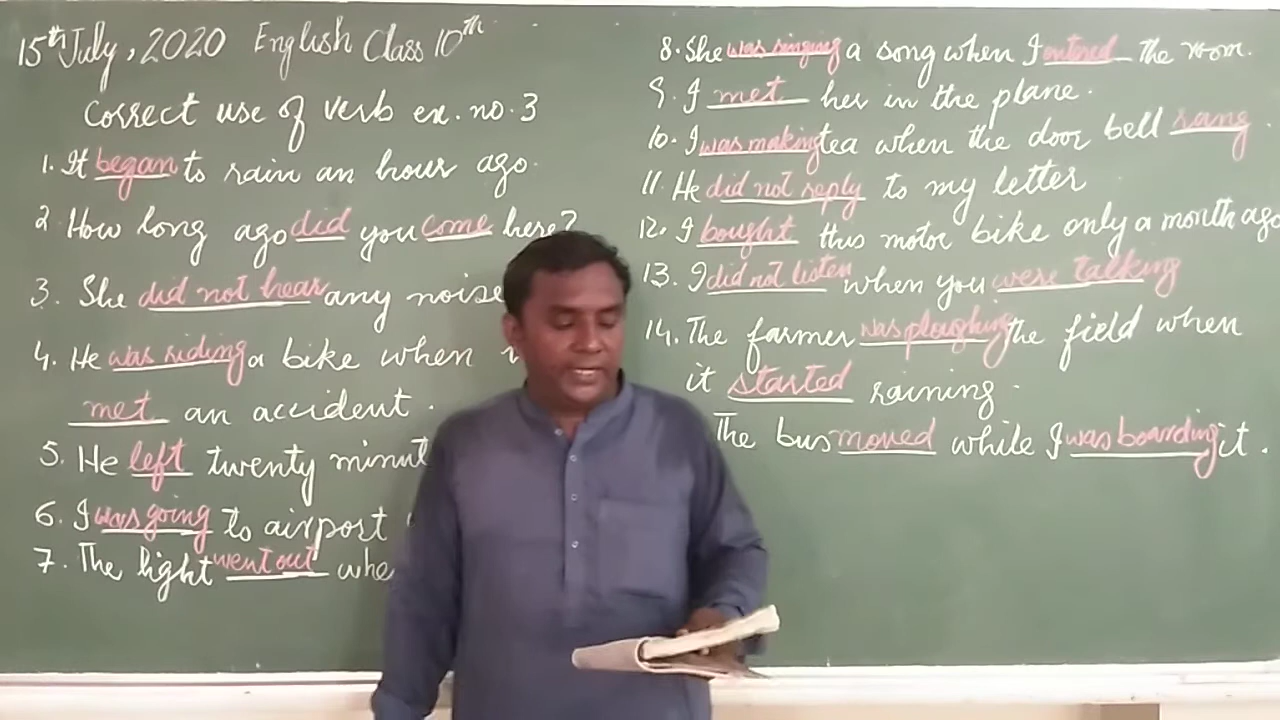 15th July, 2020 English Class 10th
Correct use of verb ex. no. 3
1. It began to rain an hour ago.
2. How long ago did you come here?
3. She did not hear any noise
4. He was riding a bike when
met an accident.
5. He left twenty
6. I was going to airport
7. The light went out
8. She was singing a song when I entered the room.
9. I met her in the plane.
10. I was making tea when the door bell rang.
11. He did not reply to my letter
12. I bought this motor bike only a month ago
13. I did not listen when you were talking
14. The farmer was ploughing the field when
it started raining.
The bus moved while I was boarding it.